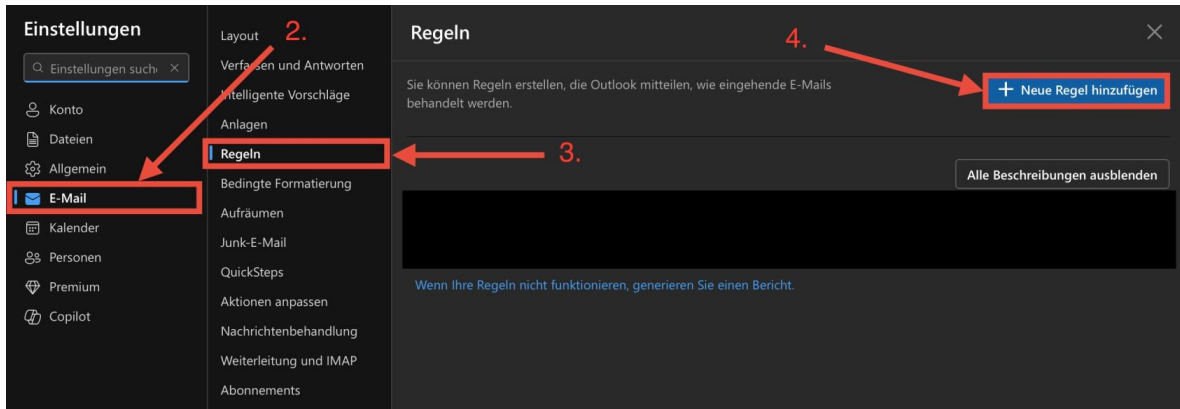 Einstellungen
Einstellungen such
Konto
Dateien
Allgemein
E-Mail
Kalender
Personen
Premium
Copilot
2.
Layout
Verfassen und Antworten
Intelligente Vorschläge
Anlagen
Regeln
Bedingte Formatierung
Aufräumen
Junk-E-Mail
QuickSteps
Aktionen anpassen
Nachrichtenbehandlung
Weiterleitung und IMAP
Abonnements
3.
Regeln
4.
Sie können Regeln erstellen, die Outlook mitteilen, wie eingehende E-Mails
behandelt werden.
+ Neue Regel hinzufügen
Alle Beschreibungen ausblenden
Wenn Ihre Regeln nicht funktionieren, generieren Sie einen Bericht.